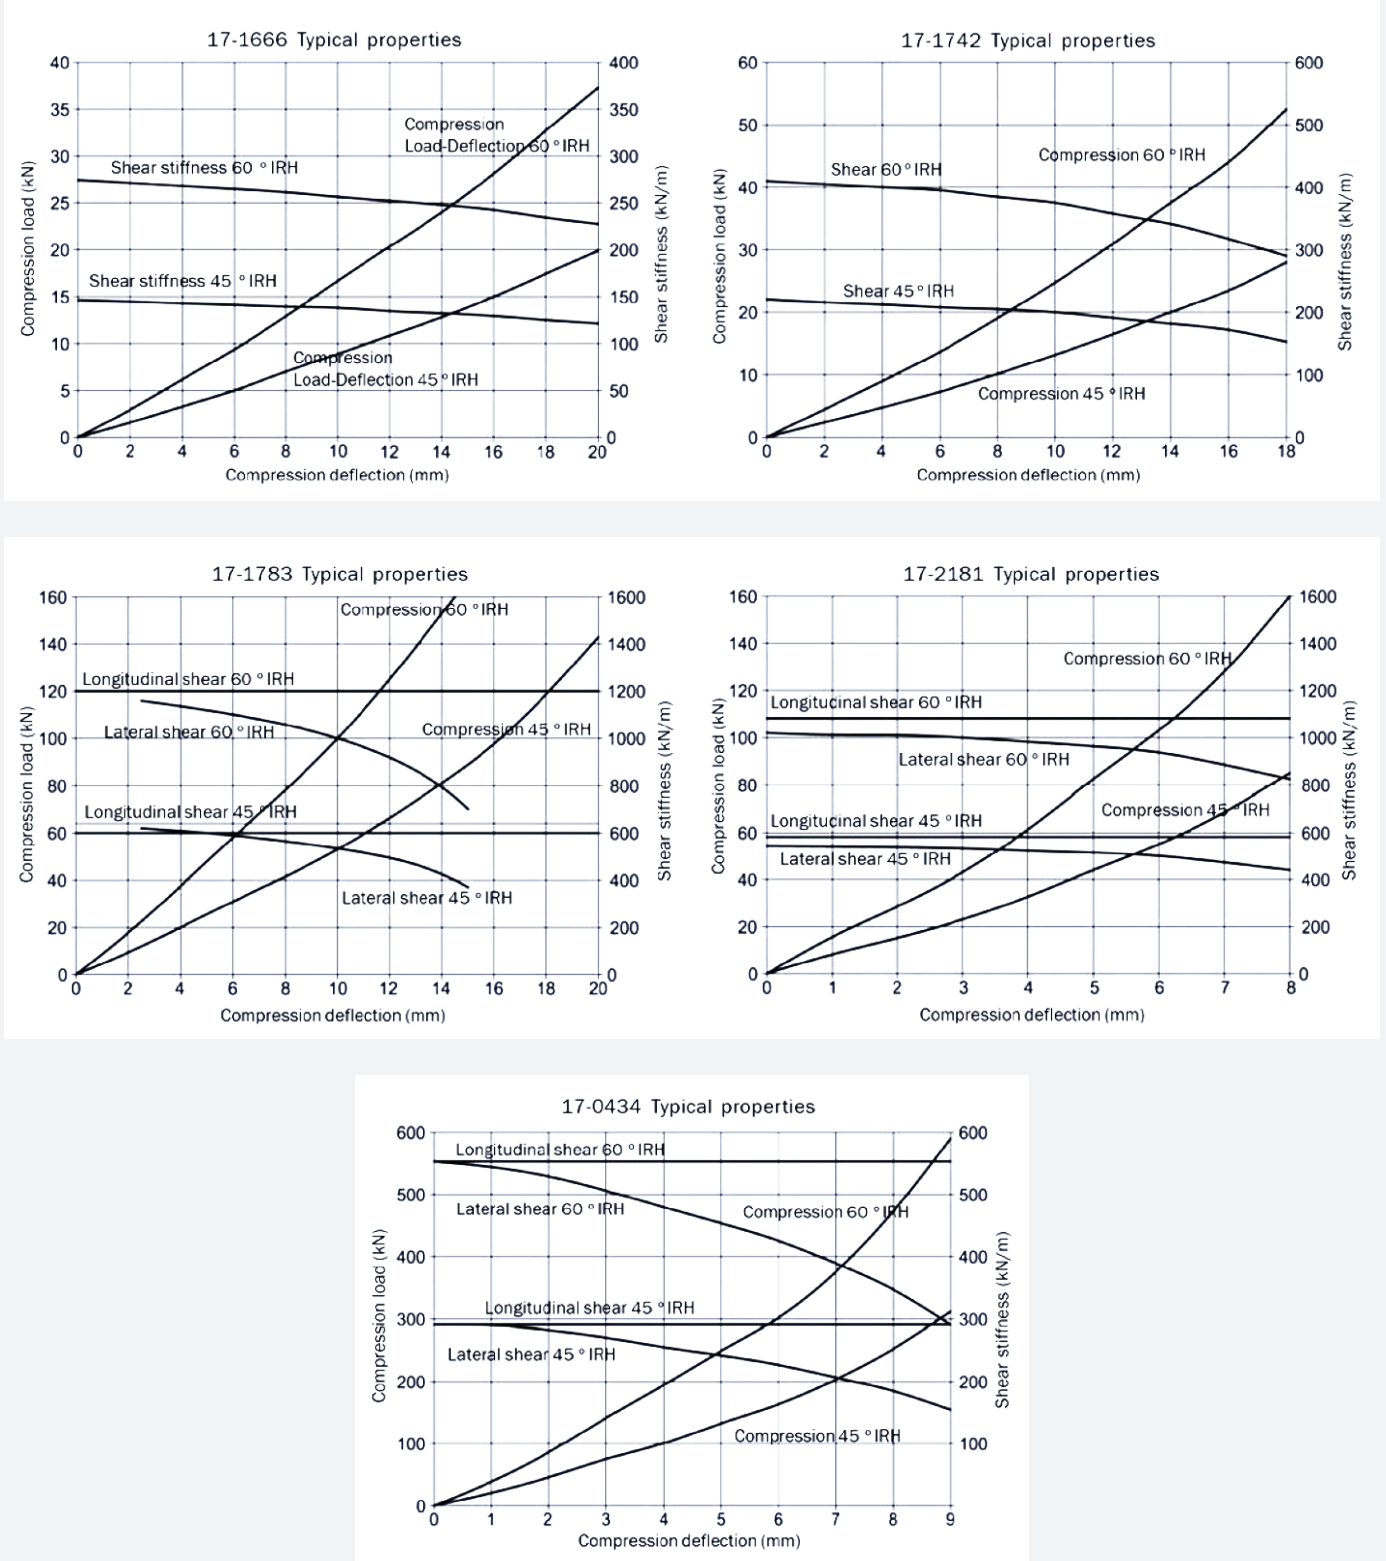 17-1666 Typical properties
40
35
30
25
20
15
10
5
0
400
350
300
250
200
150
100
50
0
Compression load (kN)
Shear stiffness (kN/m)
Compression
Load-Deflection 60 ° IRH
Shear stiffness 60 ° IRH
Shear stiffness 45 ° IRH
Compression
Load-Deflection 45 ° IRH
0 2 4 6 8 10 12 14 16 18 20
Compression deflection (mm)
17-1742 Typical properties
60
50
40
30
20
10
0
600
500
400
300
200
100
0
Compression load (kN)
Shear stiffness (kN/m)
Compression 60 ° IRH
Shear 60 ° IRH
Shear 45 ° IRH
Compression 45 ° IRH
0 2 4 6 8 10 12 14 16 18
Compression deflection (mm)
17-1783 Typical properties
160
140
120
100
80
60
40
20
0
1600
1400
1200
1000
800
600
400
200
0
Compression load (kN)
Shear stiffness (kN/m)
Compression 60 ° IRH
Longitudinal shear 60 ° IRH
Lateral shear 60 ° IRH
Compression 45 ° IRH
Longitudinal shear 45 ° IRH
Lateral shear 45 ° IRH
0 2 4 6 8 10 12 14 16 18 20
Compression deflection (mm)
17-2181 Typical properties
160
140
120
100
80
60
40
20
0
1600
1400
1200
1000
800
600
400
200
0
Compression load (kN)
Shear stiffness (kN/m)
Compression 60 ° IRH
Longitudinal shear 60 ° IRH
Lateral shear 60 ° IRH
Compression 45 ° IRH
Longitudinal shear 45 ° IRH
Lateral shear 45 ° IRH
0 1 2 3 4 5 6 7 8
Compression deflection (mm)
17-0434 Typical properties
600
500
400
300
200
100
0
600
500
400
300
200
100
Compression load (kN)
Shear stiffness (kN/m)
Longitudinal shear 60 ° IRH
Lateral shear 60 ° IRH
Compression 60 ° IRH
Longitudinal shear 45 ° IRH
Lateral shear 45 ° IRH
Compression 45 ° IRH
0 1 2 3 4 5 6 7 8 9
Compression deflection (mm)